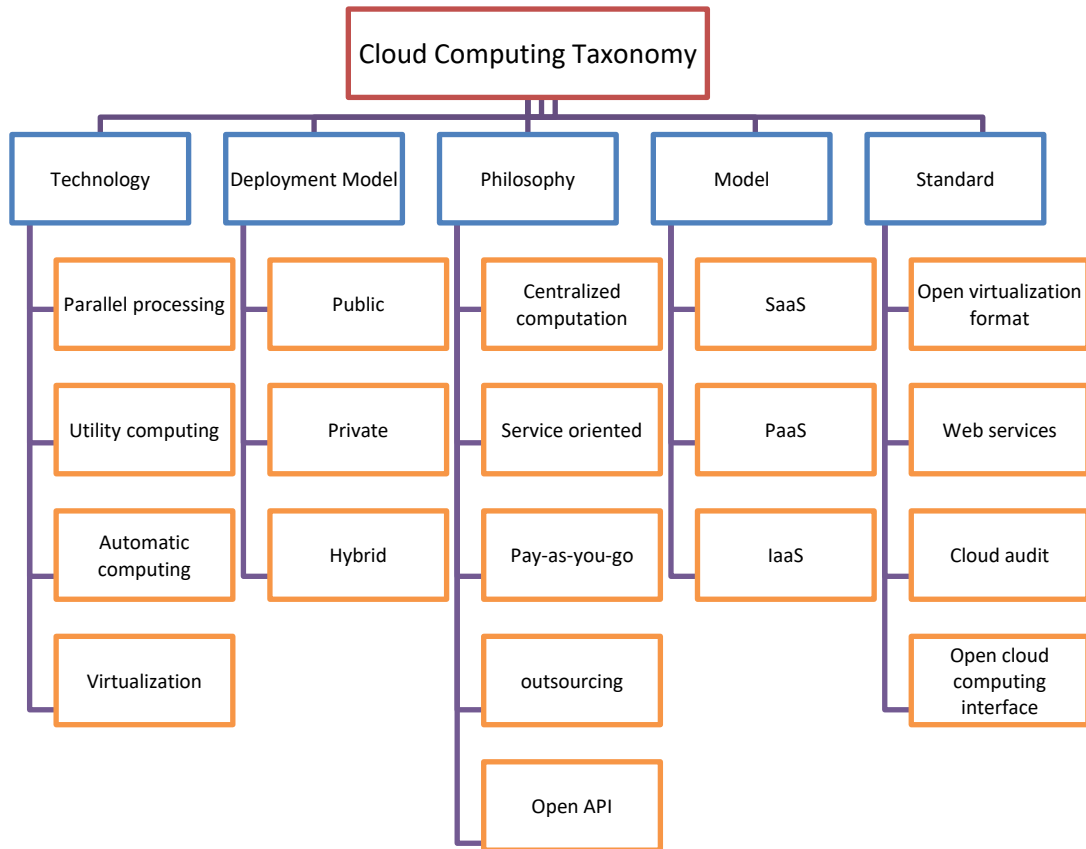 Cloud Computing Taxonomy
Technology
Deployment Model
Philosophy
Model
Standard
Parallel processing
Public
Centralized
computation
SaaS
Open virtualization
format
Utility computing
Private
Service oriented
PaaS
Web services
Automatic
computing
Hybrid
Pay-as-you-go
IaaS
Cloud audit
Virtualization
outsourcing
Open cloud
computing
interface
Open API